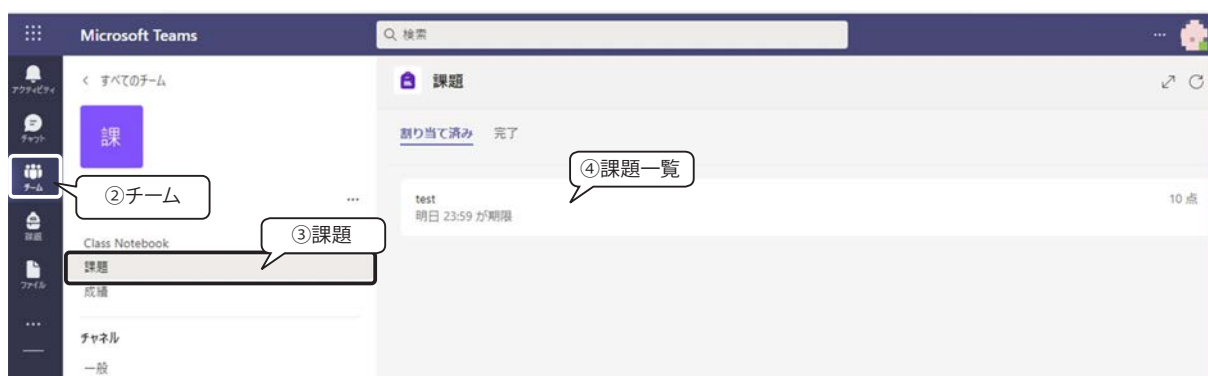 Microsoft Teams
検索
アクティビティ
チャット
チーム
課題
ファイル
すべてのチーム
課
②チーム
Class Notebook
③課題
課題
成績
チャネル
一般
課題
割り当て済み 完了
④課題一覧
test
10 点
明日 23:59 が期限